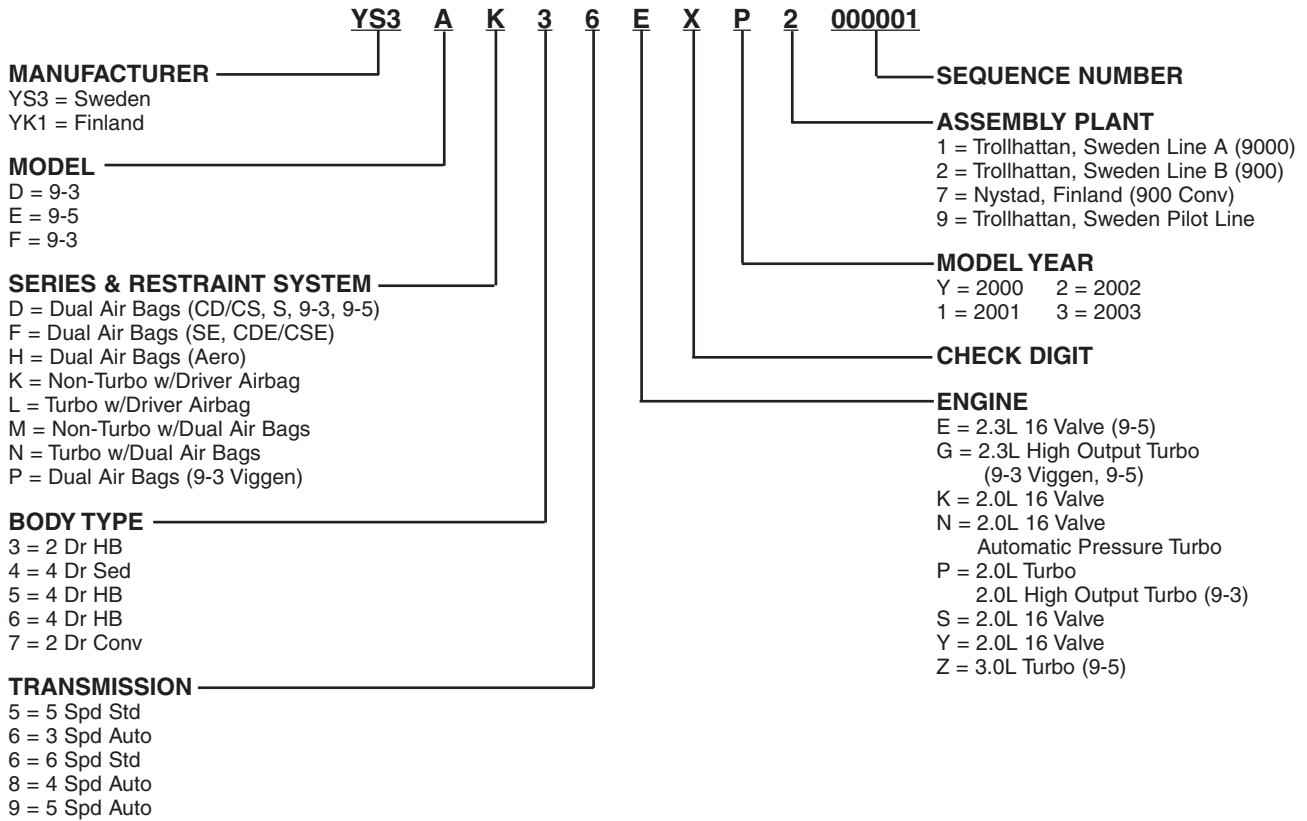 YS3 A K 3 6 E X P 2 000001
MANUFACTURER
YS3 = Sweden
YK1 = Finland
MODEL
D = 9-3
E = 9-5
F = 9-3
SERIES & RESTRAINT SYSTEM
D = Dual Air Bags (CD/CS, S, 9-3, 9-5)
F = Dual Air Bags (SE, CDE/CSE)
H = Dual Air Bags (Aero)
K = Non-Turbo w/Driver Airbag
L = Turbo w/Driver Airbag
M = Non-Turbo w/Dual Air Bags
N = Turbo w/Dual Air Bags
P = Dual Air Bags (9-3 Viggen)
BODY TYPE
3 = 2 Dr HB
4 = 4 Dr Sed
5 = 4 Dr HB
6 = 4 Dr HB
7 = 2 Dr Conv
TRANSMISSION
5 = 5 Spd Std
6 = 3 Spd Auto
6 = 6 Spd Std
8 = 4 Spd Auto
9 = 5 Spd Auto
SEQUENCE NUMBER
ASSEMBLY PLANT
1 = Trollhattan, Sweden Line A (9000)
2 = Trollhattan, Sweden Line B (900)
7 = Nystad, Finland (900 Conv)
9 = Trollhattan, Sweden Pilot Line
MODEL YEAR
Y = 2000 2 = 2002
1 = 2001 3 = 2003
CHECK DIGIT
ENGINE
E = 2.3L 16 Valve (9-5)
G = 2.3L High Output Turbo
(9-3 Viggen, 9-5)
K = 2.0L 16 Valve
N = 2.0L 16 Valve
Automatic Pressure Turbo
P = 2.0L Turbo
2.0L High Output Turbo (9-3)
S = 2.0L 16 Valve
Y = 2.0L 16 Valve
Z = 3.0L Turbo (9-5)